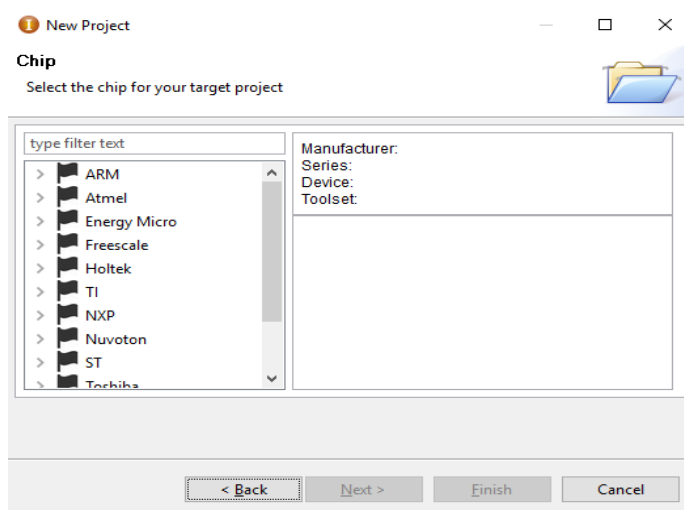 New Project
Chip
Select the chip for your target project
type filter text
ARM
Atmel
Energy Micro
Freescale
Holtek
TI
NXP
Nuvoton
ST
Toshiba
Manufacturer:
Series:
Device:
Toolset:
< Back
Next >
Finish
Cancel